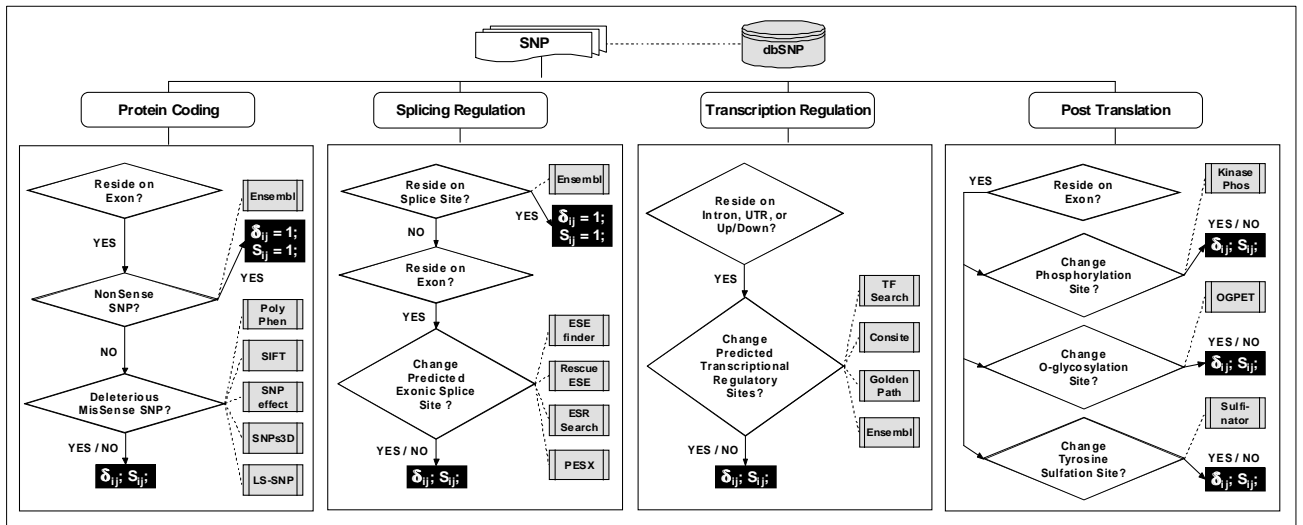 SNP
dbSNP
Protein Coding
Splicing Regulation
Transcription Regulation
Post Translation
Reside on
Exon?
Ensembl
YES
δij = 1;
Sij = 1;
YES
NonSense
SNP?
NO
Poly
Phen
SIFT
SNP
effect
SNPs3D
LS-SNP
Deleterious
MisSense SNP?
YES / NO
δij; Sij;
Reside on
Splice Site?
Ensembl
YES
δij = 1;
Sij = 1;
NO
Reside on
Exon?
YES
Change
Predicted
Exonic Splice
Site ?
ESE
finder
Rescue
ESE
ESR
Search
PESX
YES / NO
δij; Sij;
Reside on
Intron, UTR, or
Up/Down?
YES
Change
Predicted
Transcriptional
Regulatory
Sites?
TF
Search
Consite
Golden
Path
Ensembl
YES / NO
δij; Sij;
YES
Reside on
Exon?
Kinase
Phos
YES / NO
δij; Sij;
Change
Phosphorylation
Site?
OGPET
YES / NO
δij; Sij;
Change
O-glycosylation
Site?
Sulfi-
nator
YES / NO
δij; Sij;
Change
Tyrosine
Sulfation Site?